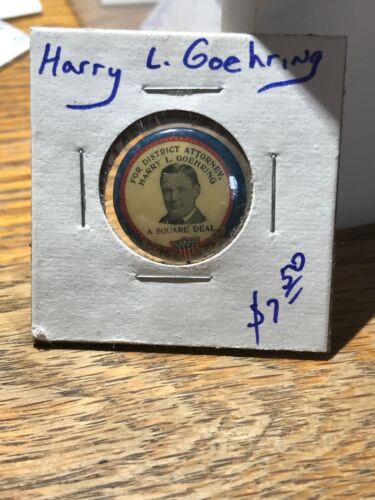 Harry L. Goehring
FOR DISTRICT ATTORNEY
HARRY L. GOEHRING
A SQUARE DEAL
$7.50